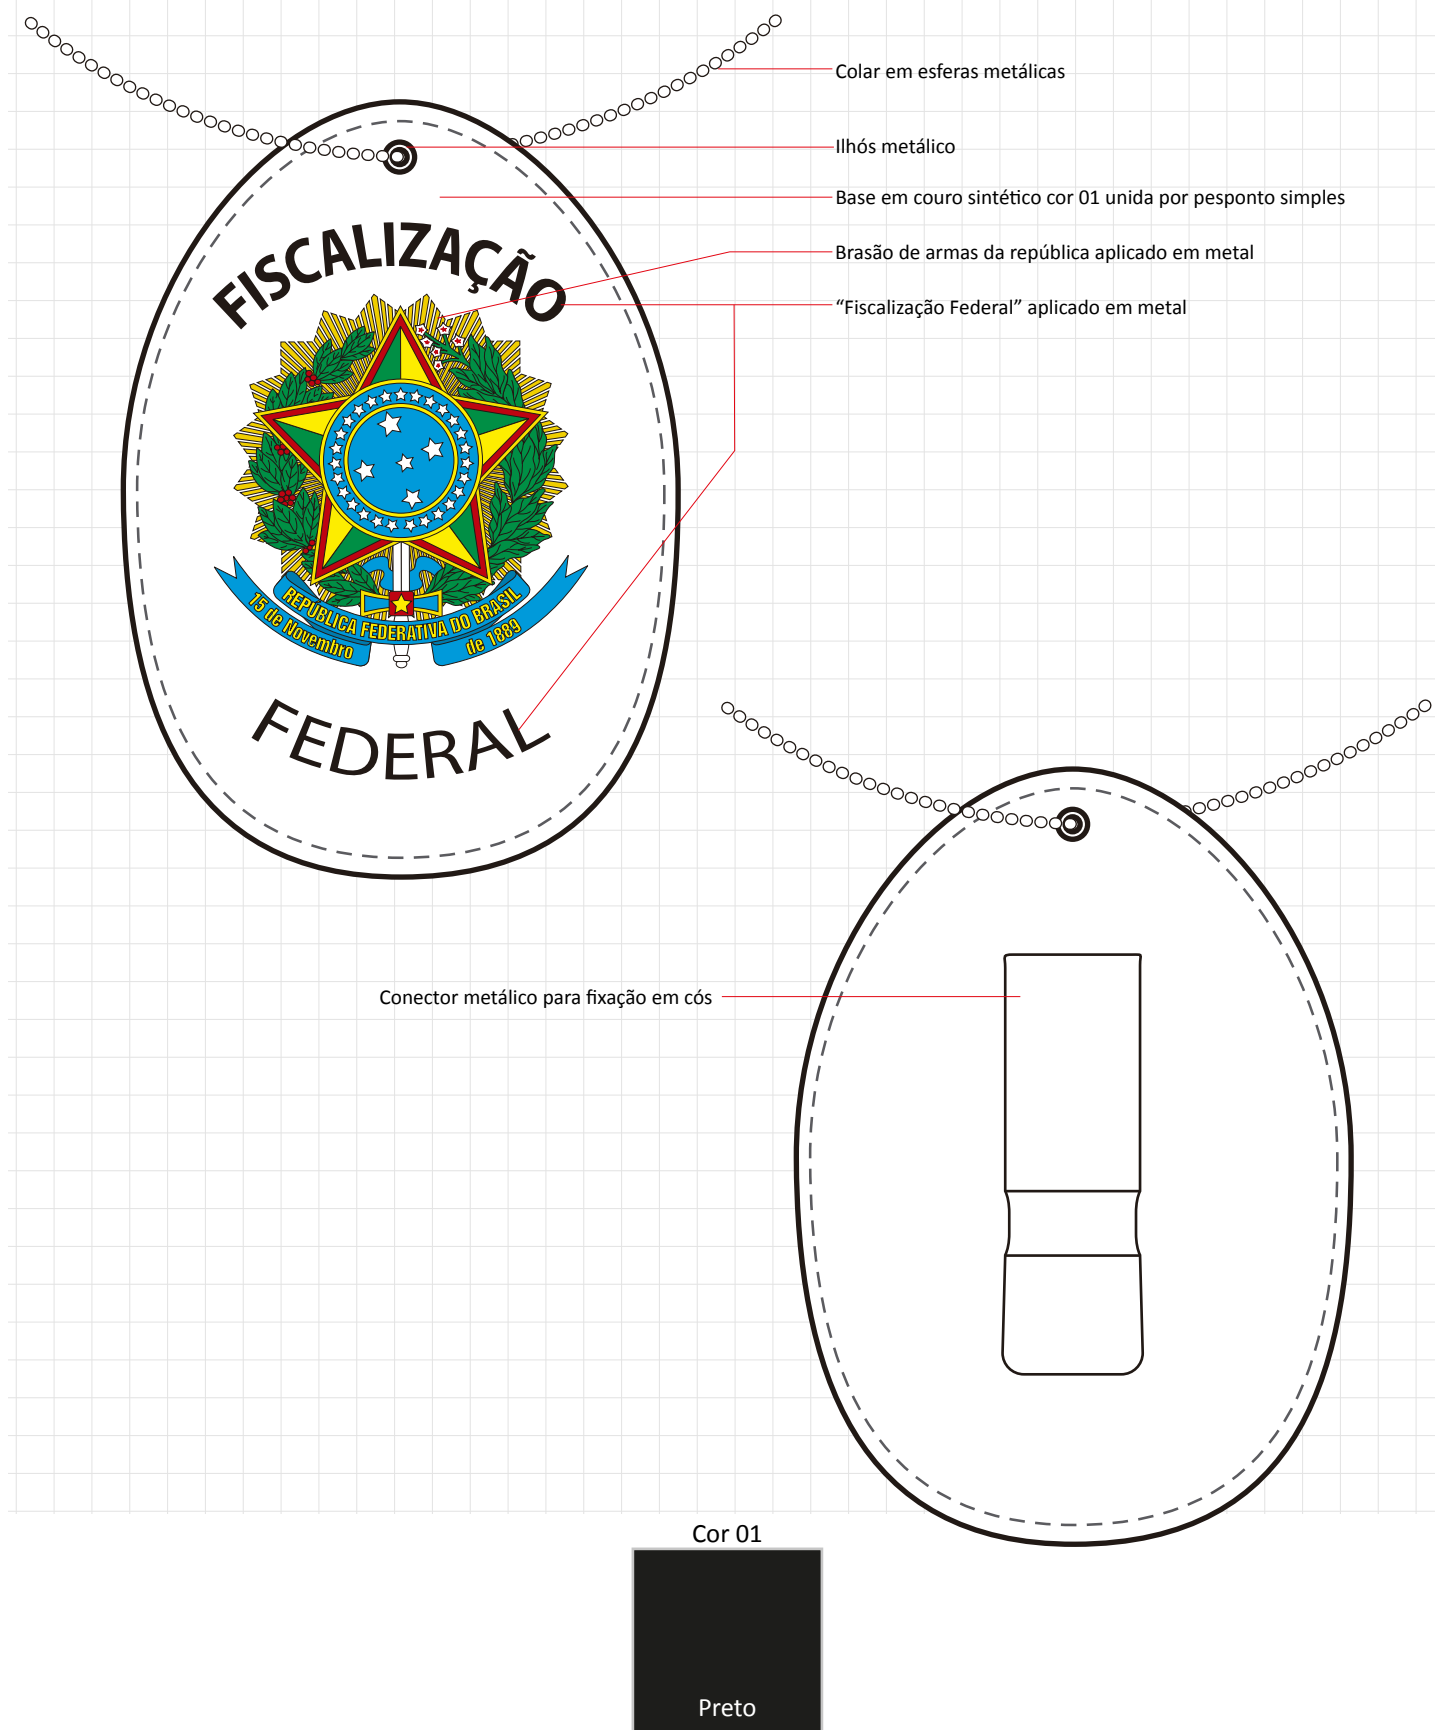 Colar em esferas metálicas
Ilhós metálico
Base em couro sintético cor 01 unida por pesponto simples
Brasão de armas da república aplicado em metal
“Fiscalização Federal” aplicado em metal
FISCALIZAÇÃO
REPÚBLICA FEDERATIVA DO BRASIL
15 de Novembro
de 1889
FEDERAL
Conector metálico para fixação em cós
Cor 01
Preto